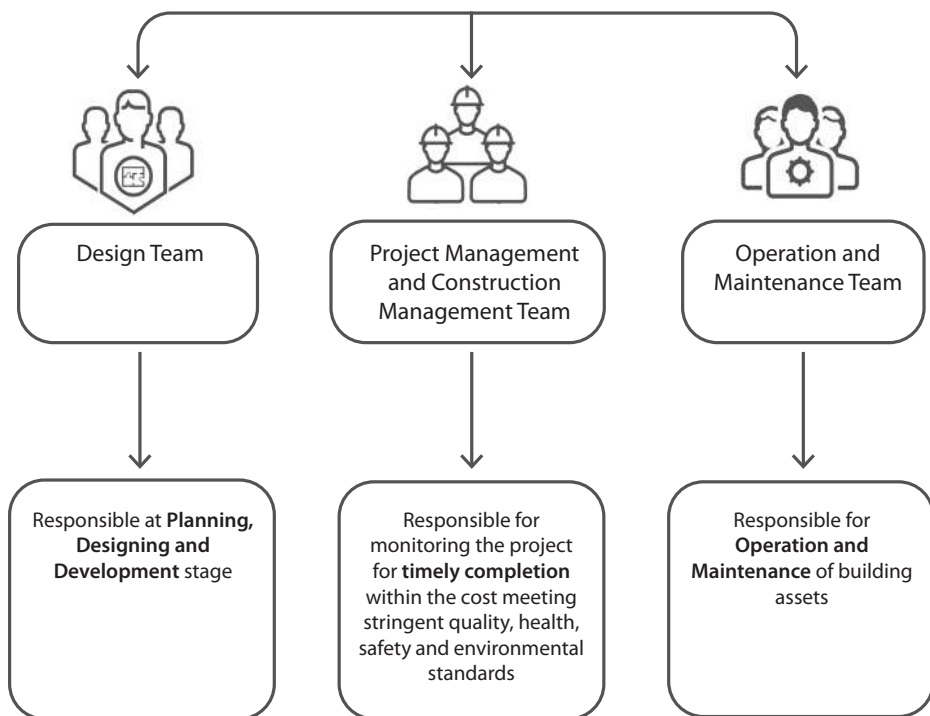 Design Team
Project Management
and Construction
Management Team
Operation and
Maintenance Team
Responsible at Planning,
Designing and
Development stage
Responsible for
monitoring the project
for timely completion
within the cost meeting
stringent quality, health,
safety and environmental
standards
Responsible for
Operation and
Maintenance of building
assets